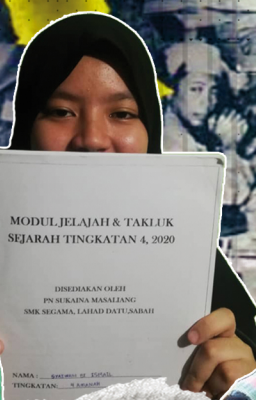 MODUL JELAJAH & TAKLUK
SEJARAH TINGKATAN 4, 2020
DISEDIAKAN OLEH
PN SUKAINA MASALIANG
SMK SEGAMA, LAHAD DATU,SABAH
NAMA :
TINGKATAN: